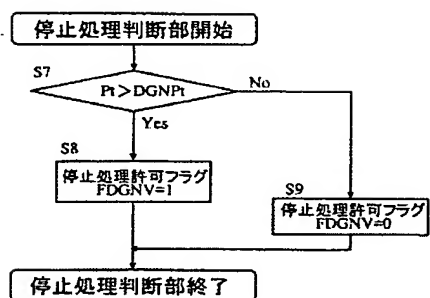 停止処理判断部開始
S7
Pt＞DGNPt
No
Yes
S8
停止処理許可フラグ
FDGNV=1
S9
停止処理許可フラグ
FDGNV=0
停止処理判断部終了